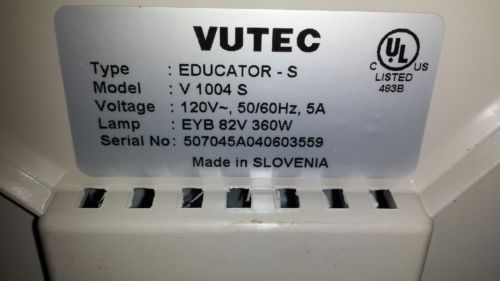 VUTEC
Type : EDUCATOR - S
Model : V 1004 S
Voltage : 120V~, 50/60Hz, 5A
Lamp : EYB 82V 360W
Serial No : 507045A040603559
Made in SLOVENIA
UL
C US
LISTED
483B